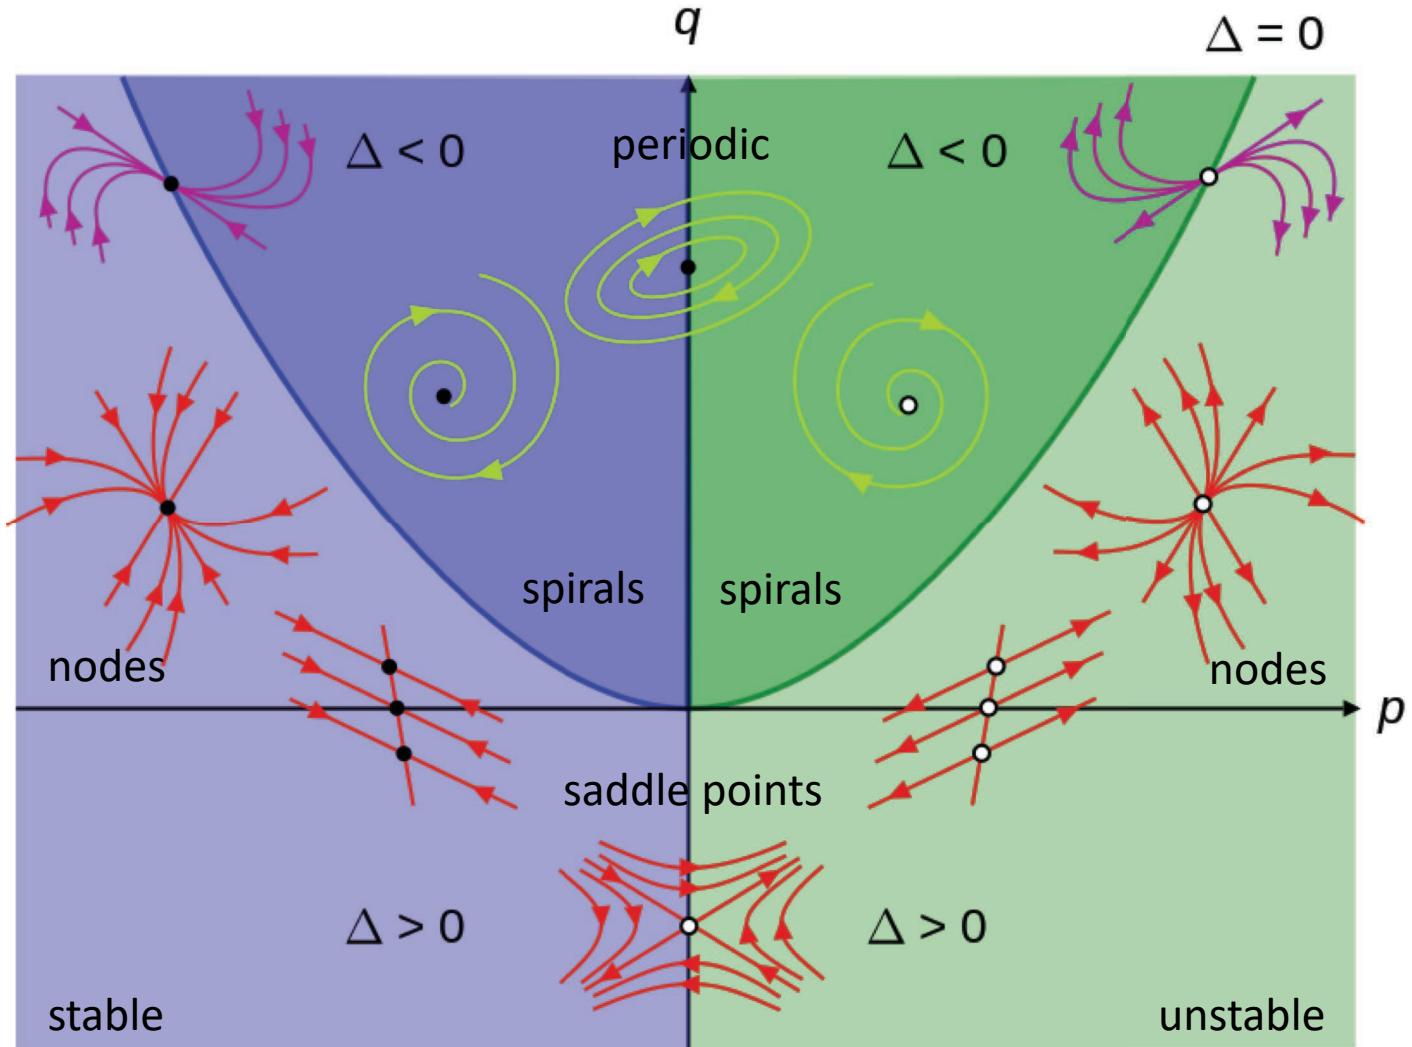 q
Δ = 0
Δ < 0
periodic
Δ < 0
spirals
spirals
nodes
nodes
p
saddle points
Δ > 0
Δ > 0
stable
unstable